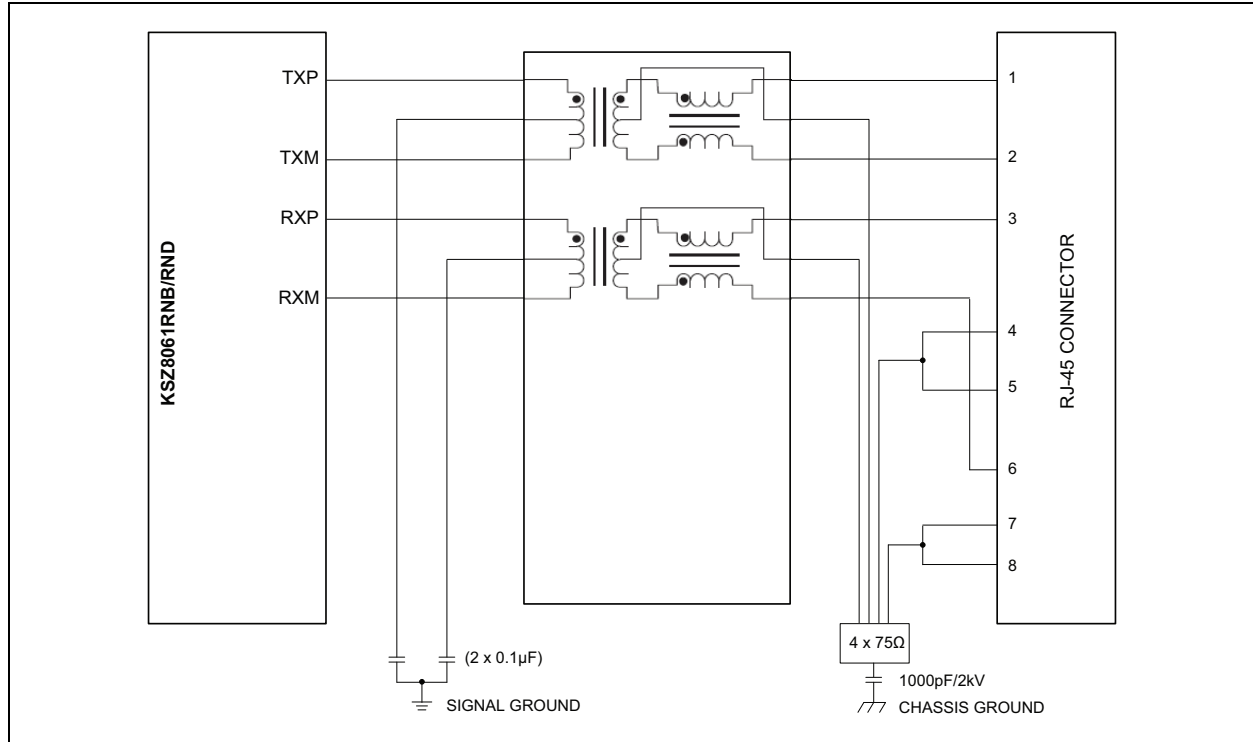 KSZ8061RNB/RND
TXP
TXM
RXP
RXM
1
2
3
4
5
6
7
8
RJ-45 CONNECTOR
(2 x 0.1µF)
SIGNAL GROUND
4 x 75Ω
1000pF/2kV
CHASSIS GROUND